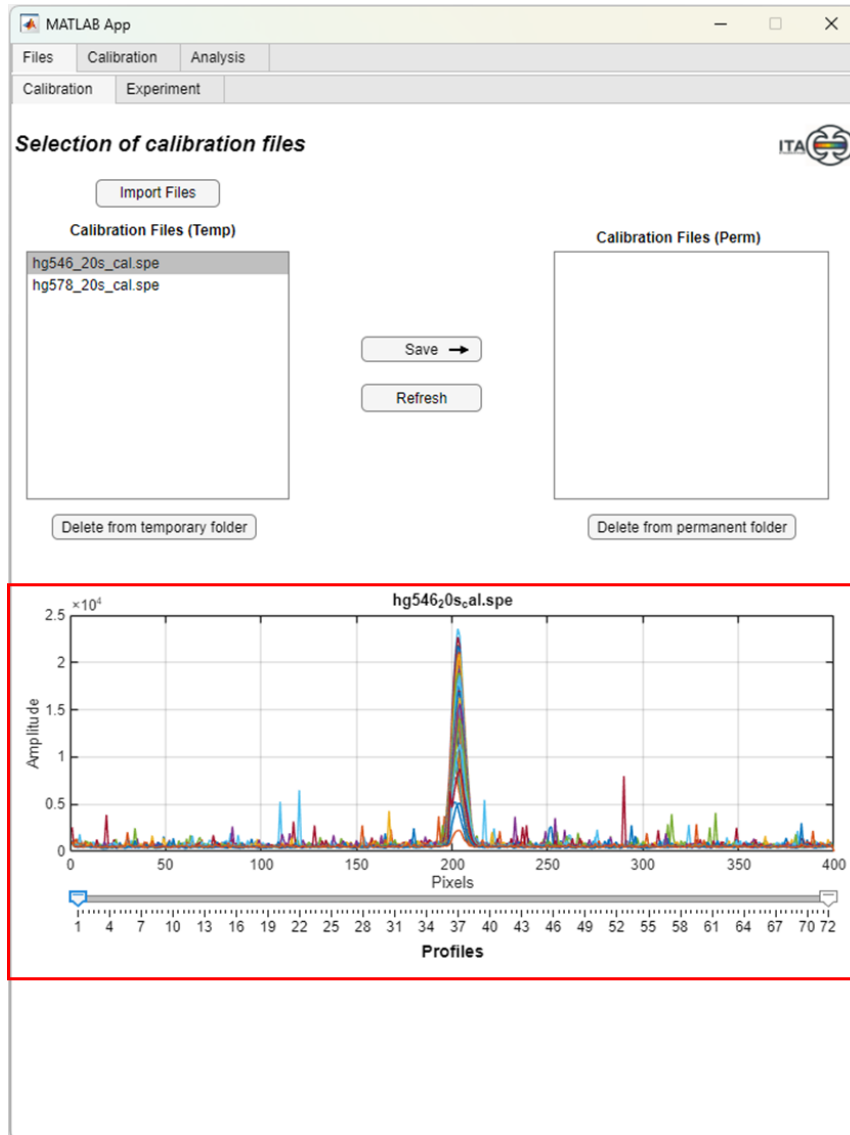 MATLAB App
Files Calibration Analysis
Calibration Experiment
Selection of calibration files
ITA
Import Files
Calibration Files (Temp)
Calibration Files (Perm)
hg546_20s_cal.spe
hg578_20s_cal.spe
Save
Refresh
Delete from temporary folder
Delete from permanent folder
hg546₂0s꜀al.spe
×10⁴
2.5
2
1.5
1
0.5
0
Amplitude
0 50 100 150 200 250 300 350 400
Pixels
1 4 7 10 13 16 19 22 25 28 31 34 37 40 43 46 49 52 55 58 61 64 67 70 72
Profiles